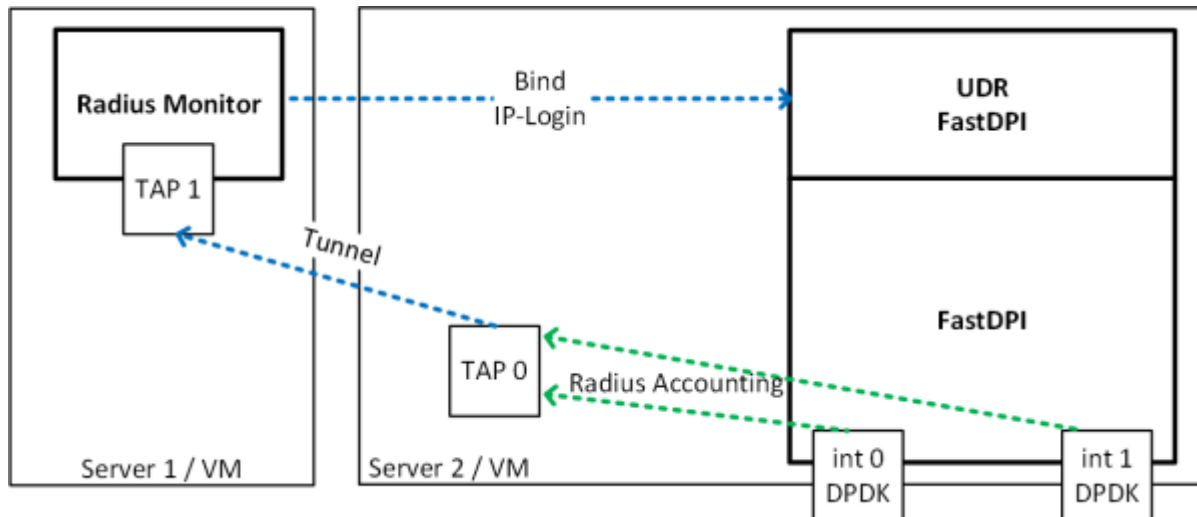 Radius Monitor
TAP 1
Bind
IP-Login
UDR
FastDPI
Tunnel
FastDPI
TAP 0
Radius Accounting
int 0
DPDK
int 1
DPDK
Server 1 / VM
Server 2 / VM